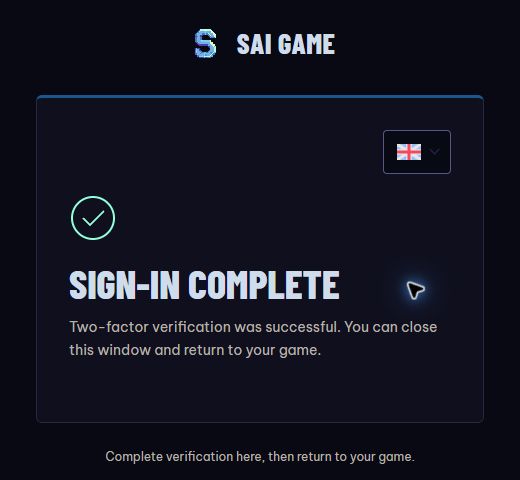 SAI GAME
SIGN-IN COMPLETE
Two-factor verification was successful. You can close
this window and return to your game.
Complete verification here, then return to your game.